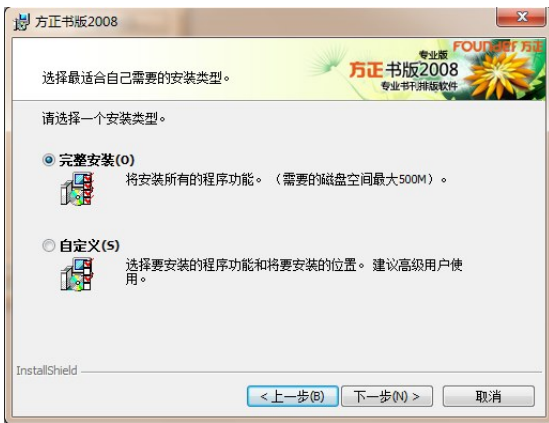 方正书版2008
专业版
FOUNDER 方正
选择最适合自己需要的安装类型。
方正书版2008
专业书刊排版软件
请选择一个安装类型。
完整安装(O)
将安装所有的程序功能。（需要的磁盘空间最大500M）。
自定义(S)
选择要安装的程序功能和将要安装的位置。建议高级用户使
用。
InstallShield
<上一步(B)
下一步(N) >
取消